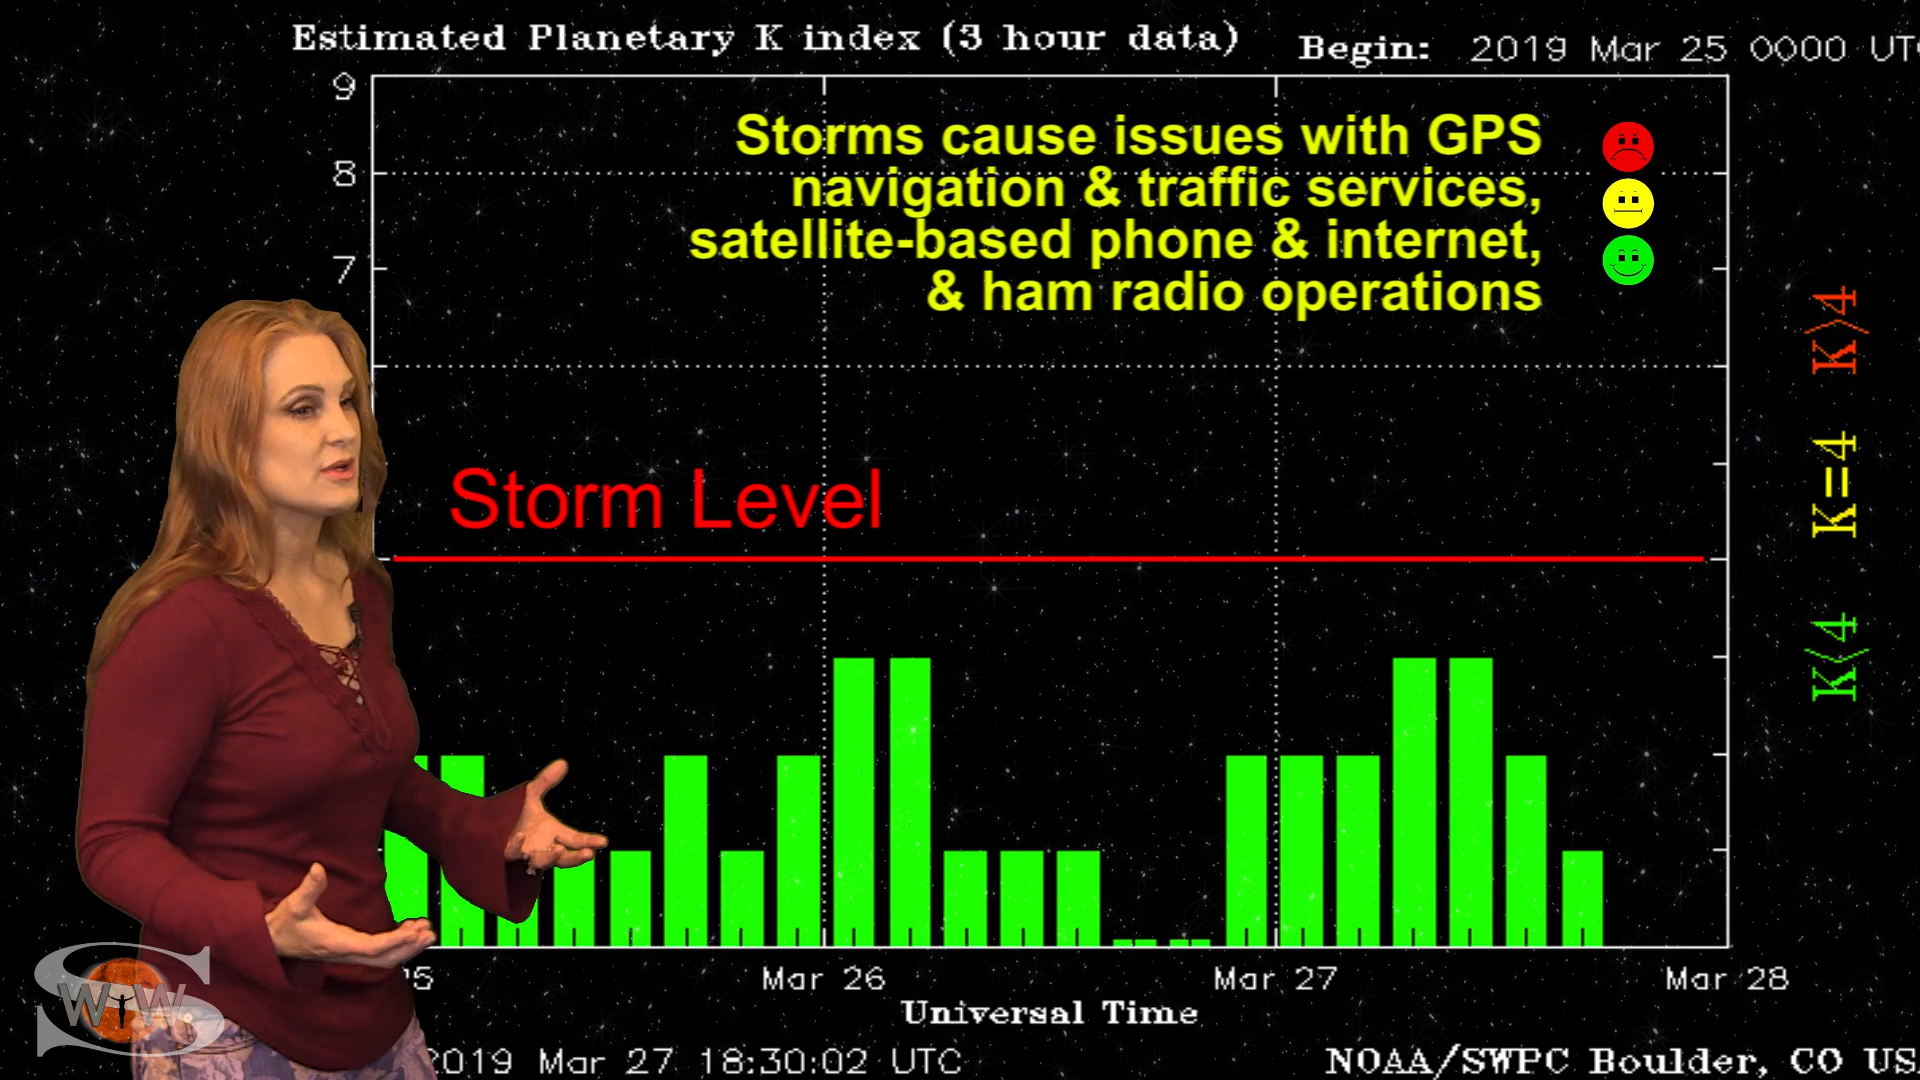 Estimated Planetary K index (3 hour data)
Begin: 2019 Mar 25 0000 UTC
9
8
7
Storms cause issues with GPS
navigation & traffic services,
satellite-based phone & internet,
& ham radio operations
Storm Level
K>4
K=4
K<4
Mar 26
Mar 27
Mar 28
Universal Time
2019 Mar 27 18:30:02 UTC
NOAA/SWPC Boulder, CO US
SWTW